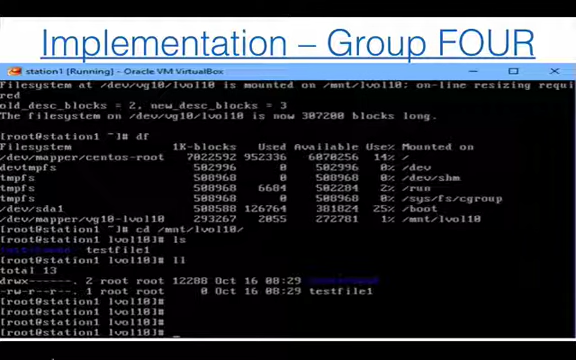 Implementation – Group FOUR
station1 [Running] - Oracle VM VirtualBox
Filesystem at /dev/vg10/lvol10 is mounted on /mnt/lvol10; on-line resizing requi
red
old_desc_blocks = 2, new_desc_blocks = 3
The filesystem on /dev/vg10/lvol10 is now 307200 blocks long.
[root@station1 ~]# df
Filesystem 1K-blocks Used Available Use% Mounted on
/dev/mapper/centos-root 7022592 952336 6070256 14% /
devtmpfs 502996 0 502996 0% /dev
tmpfs 508968 0 508968 0% /dev/shm
tmpfs 508968 6684 502284 2% /run
tmpfs 508968 0 508968 0% /sys/fs/cgroup
/dev/sda1 508588 126764 381824 25% /boot
/dev/mapper/vg10-lvol10 293267 2055 272781 1% /mnt/lvol10
[root@station1 ~]# cd /mnt/lvol10/
[root@station1 lvol10]# ls
testfile1
[root@station1 lvol10]# ll
total 13
drwx------. 2 root root 12288 Oct 16 08:29
-rw-r--r--. 1 root root 0 Oct 16 08:29 testfile1
[root@station1 lvol10]#
[root@station1 lvol10]#
[root@station1 lvol10]#
[root@station1 lvol10]# _